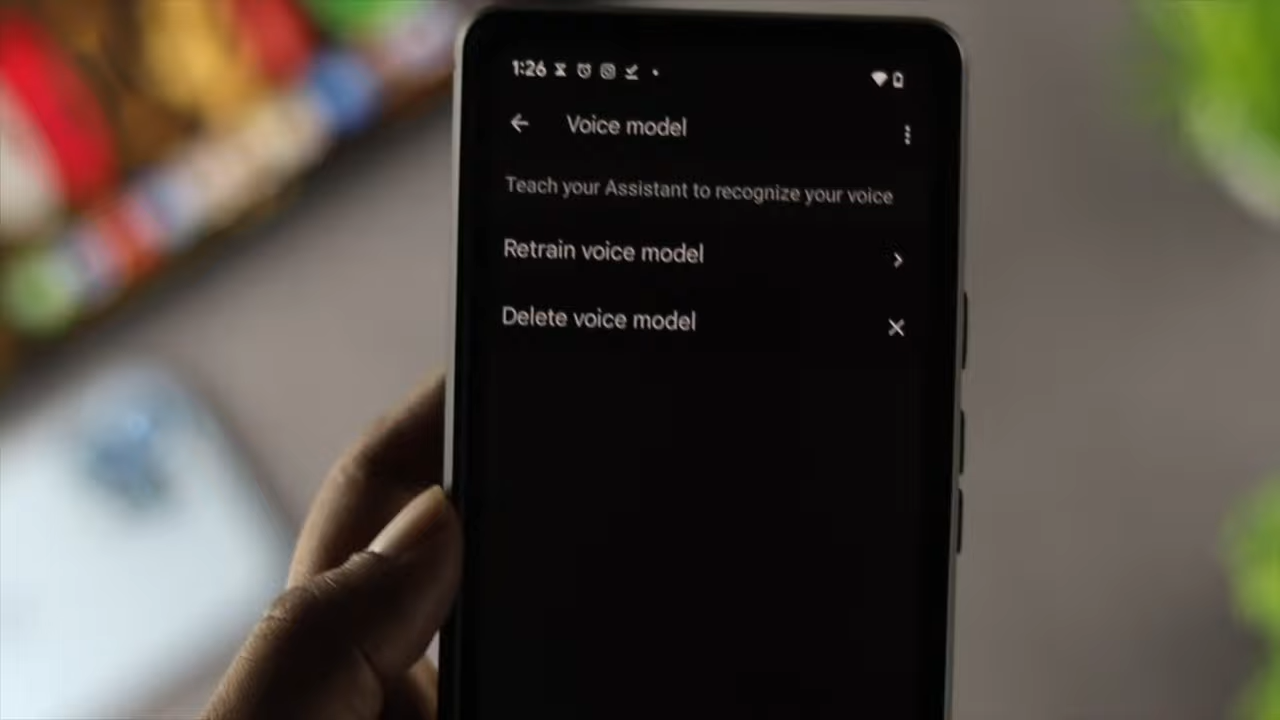 1:26
Voice model
Teach your Assistant to recognize your voice
Retrain voice model
Delete voice model